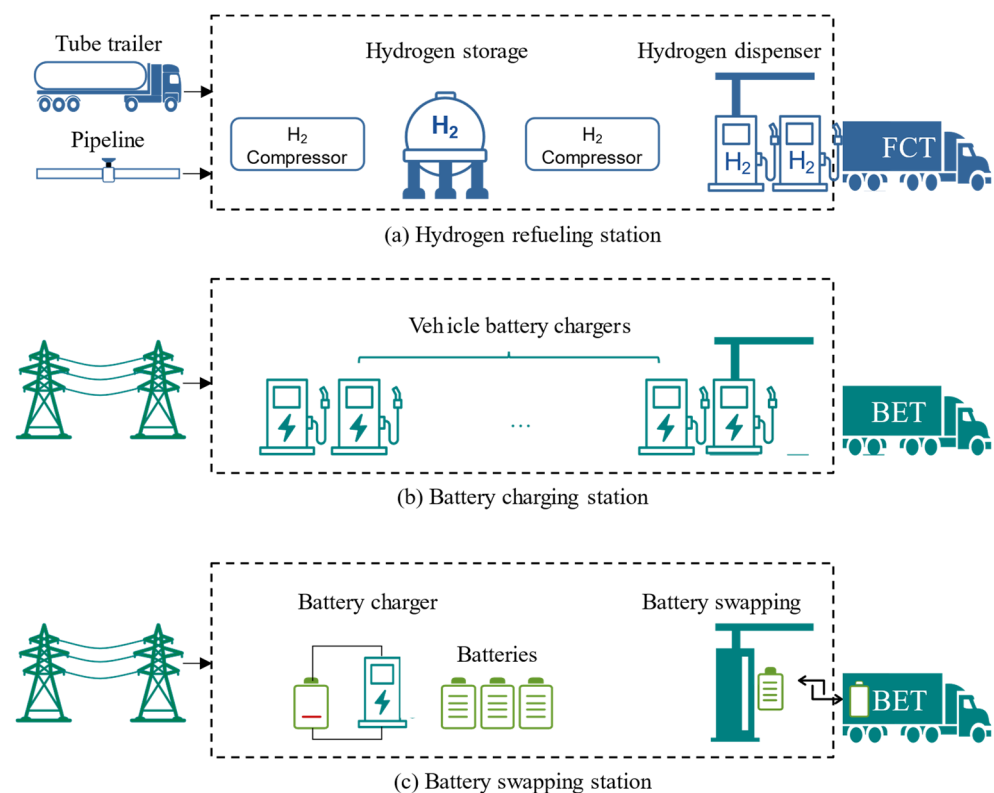 Tube trailer
Hydrogen storage
Hydrogen dispenser
Pipeline
H₂
Compressor
H₂
H₂
Compressor
H₂
H₂
FCT
(a) Hydrogen refueling station
Vehicle battery chargers
...
BET
(b) Battery charging station
Battery charger
Battery swapping
Batteries
BET
(c) Battery swapping station